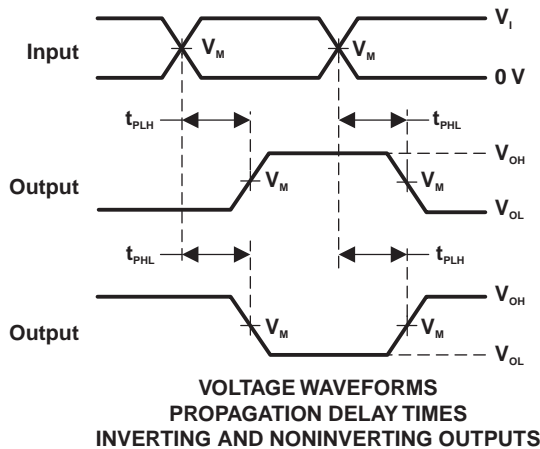 V_I
Input
V_M
V_M
0 V
t_PLH
t_PHL
V_OH
Output
V_M
V_M
V_OL
t_PHL
t_PLH
V_OH
Output
V_M
V_M
V_OL
VOLTAGE WAVEFORMS
PROPAGATION DELAY TIMES
INVERTING AND NONINVERTING OUTPUTS